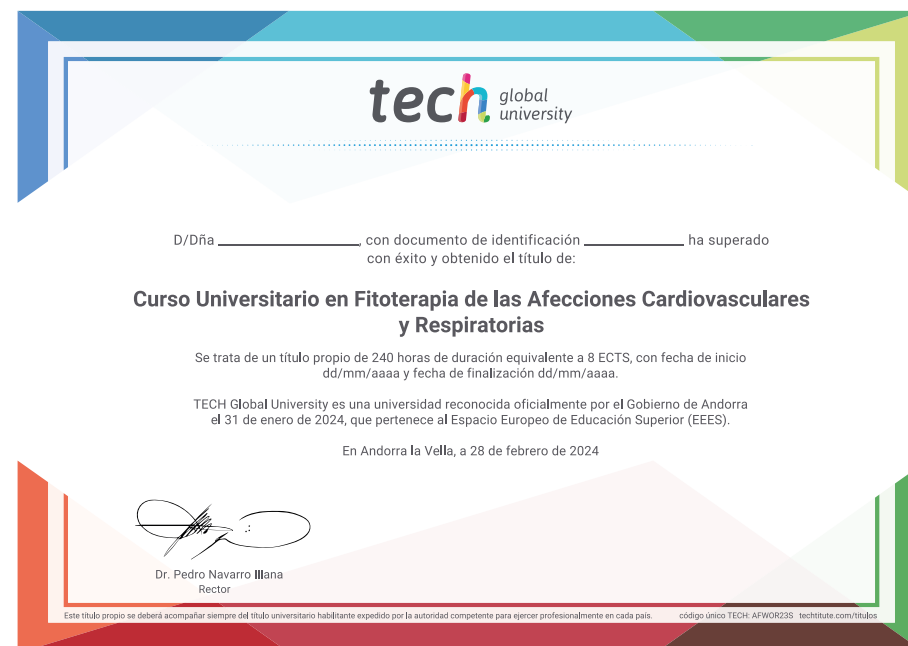 tech global
university
D/Dña ____________________, con documento de identificación ______________ ha superado
con éxito y obtenido el título de:
Curso Universitario en Fitoterapia de las Afecciones Cardiovasculares
y Respiratorias
Se trata de un título propio de 240 horas de duración equivalente a 8 ECTS, con fecha de inicio
dd/mm/aaaa y fecha de finalización dd/mm/aaaa.
TECH Global University es una universidad reconocida oficialmente por el Gobierno de Andorra
el 31 de enero de 2024, que pertenece al Espacio Europeo de Educación Superior (EEES).
En Andorra la Vella, a 28 de febrero de 2024
Dr. Pedro Navarro Illana
Rector
Este título propio se deberá acompañar siempre del título universitario habilitante expedido por la autoridad competente para ejercer profesionalmente en cada país. código único TECH: AFWOR23S techtitute.com/titulos